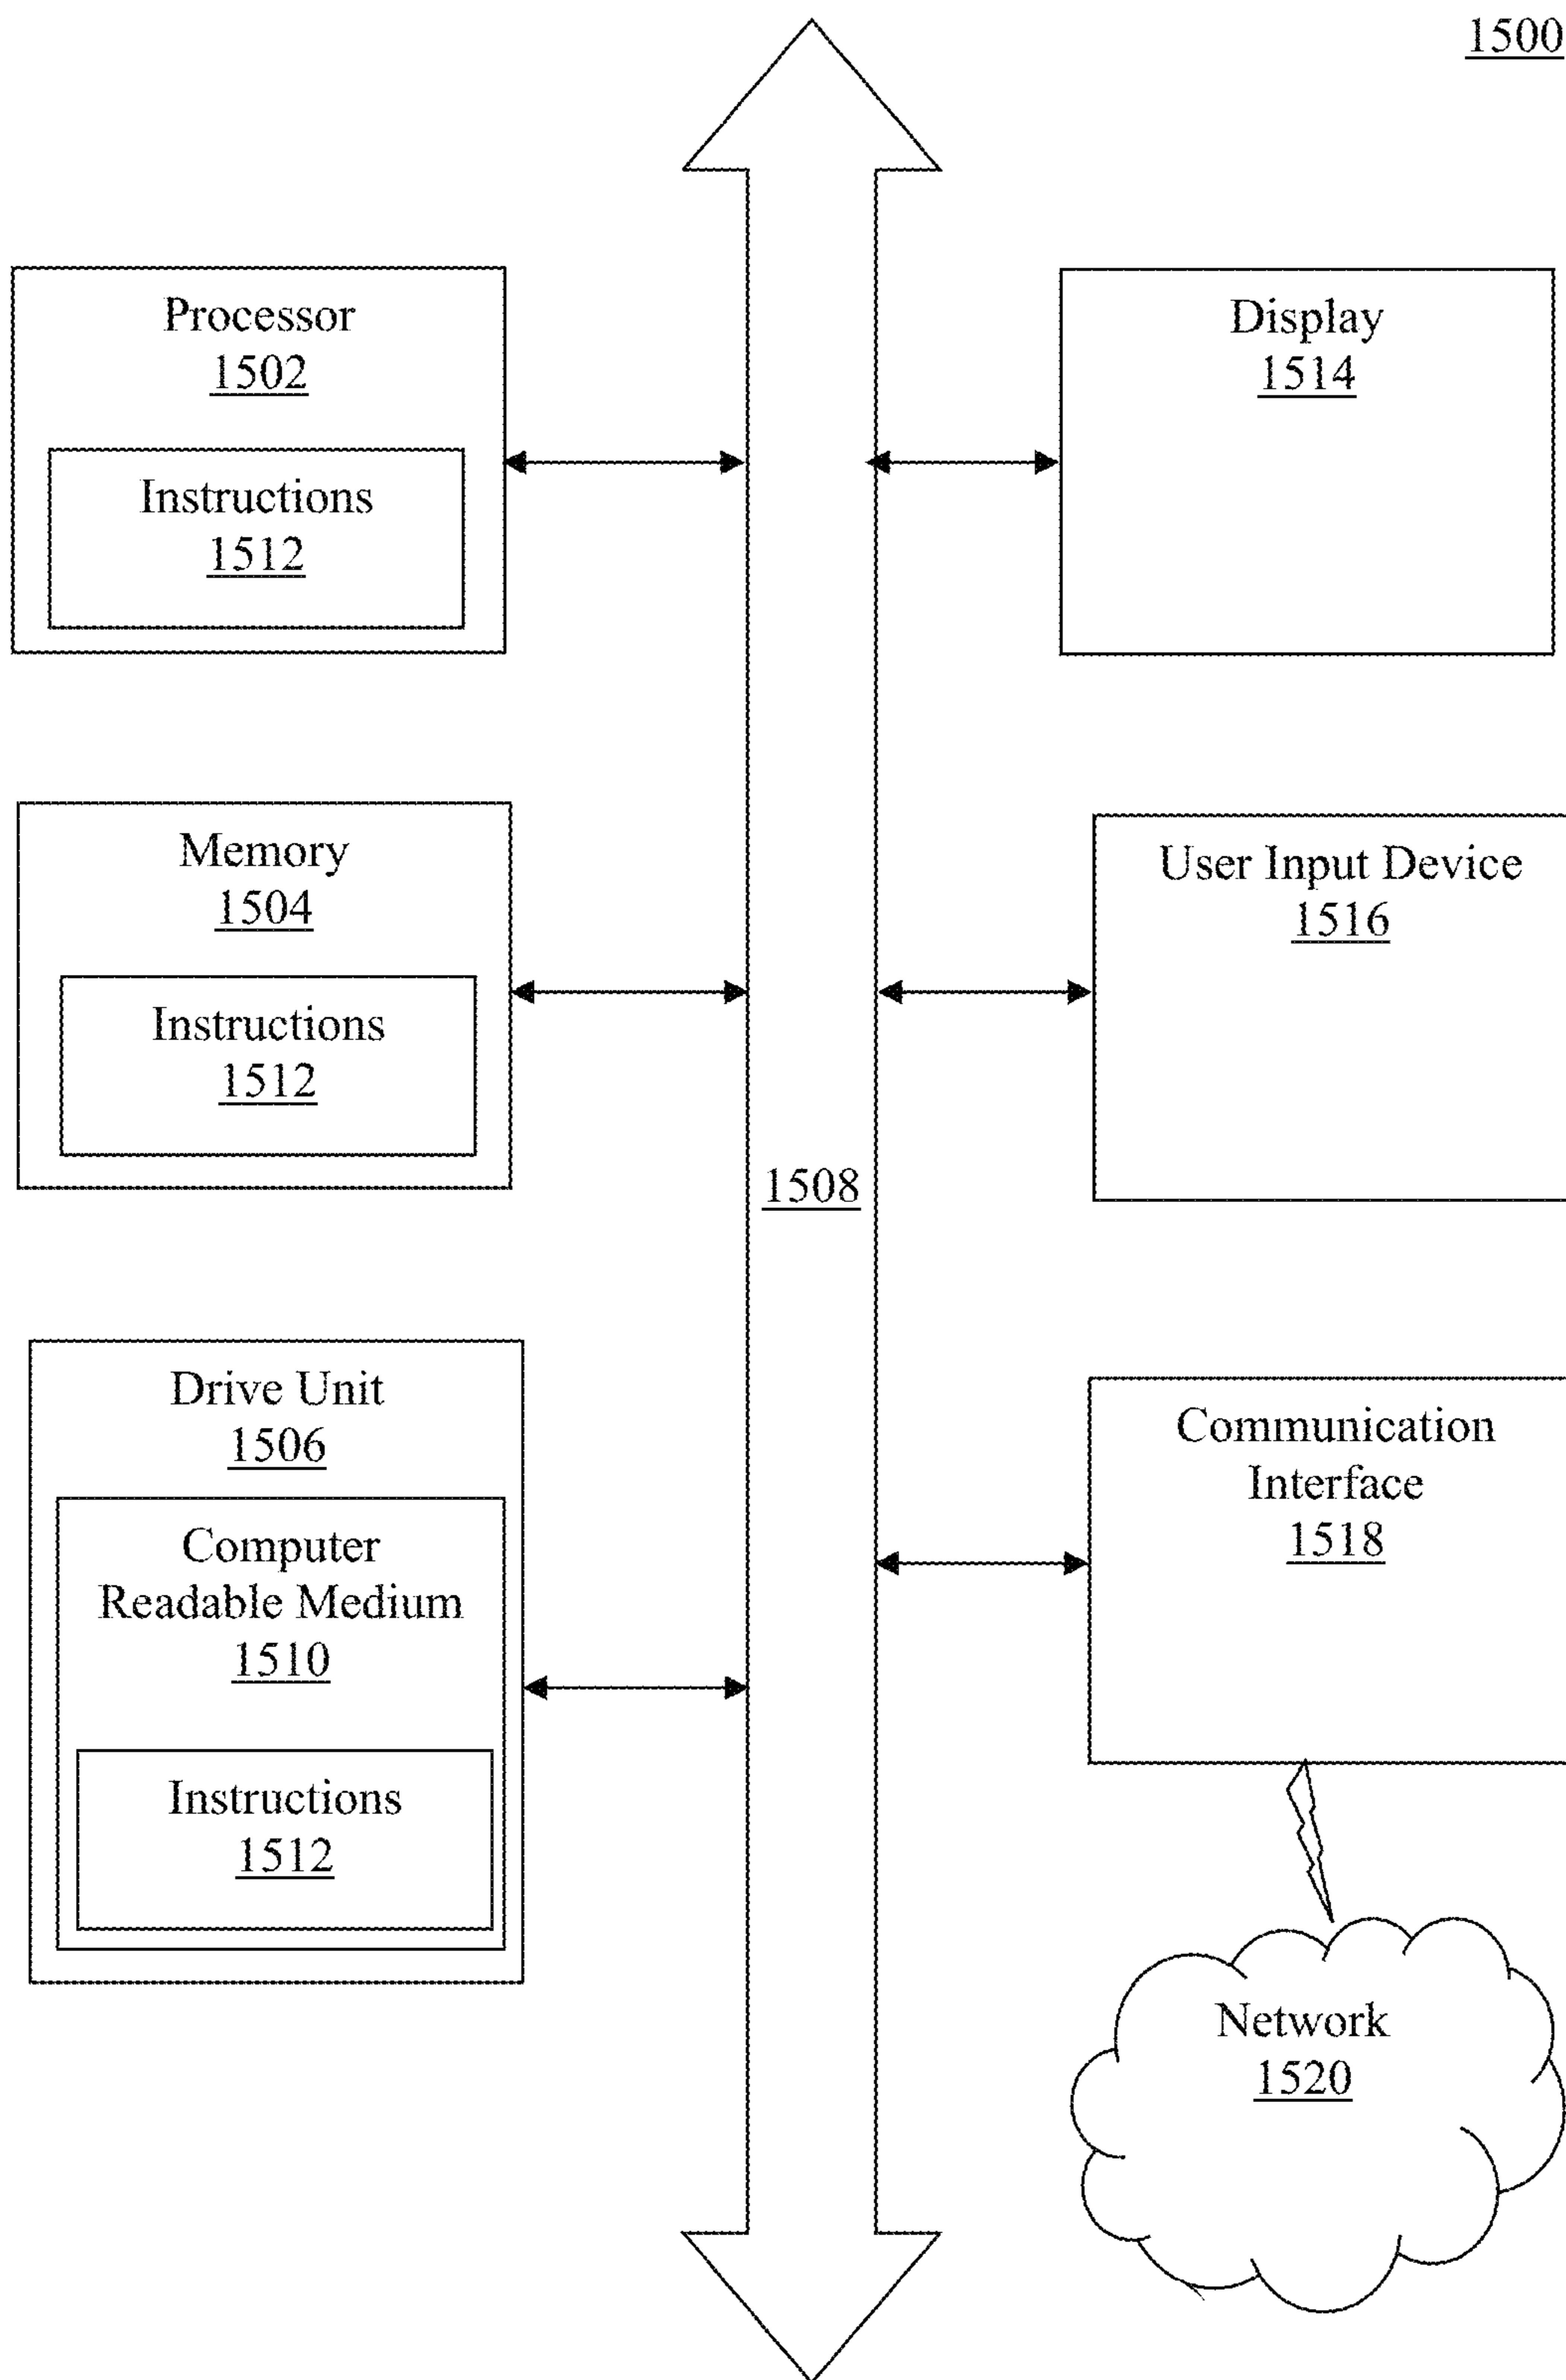 1500
Processor
1502
Instructions
1512
Display
1514
Memory
1504
Instructions
1512
User Input Device
1516
1508
Drive Unit
1506
Computer
Readable Medium
1510
Instructions
1512
Communication
Interface
1518
Network
1520